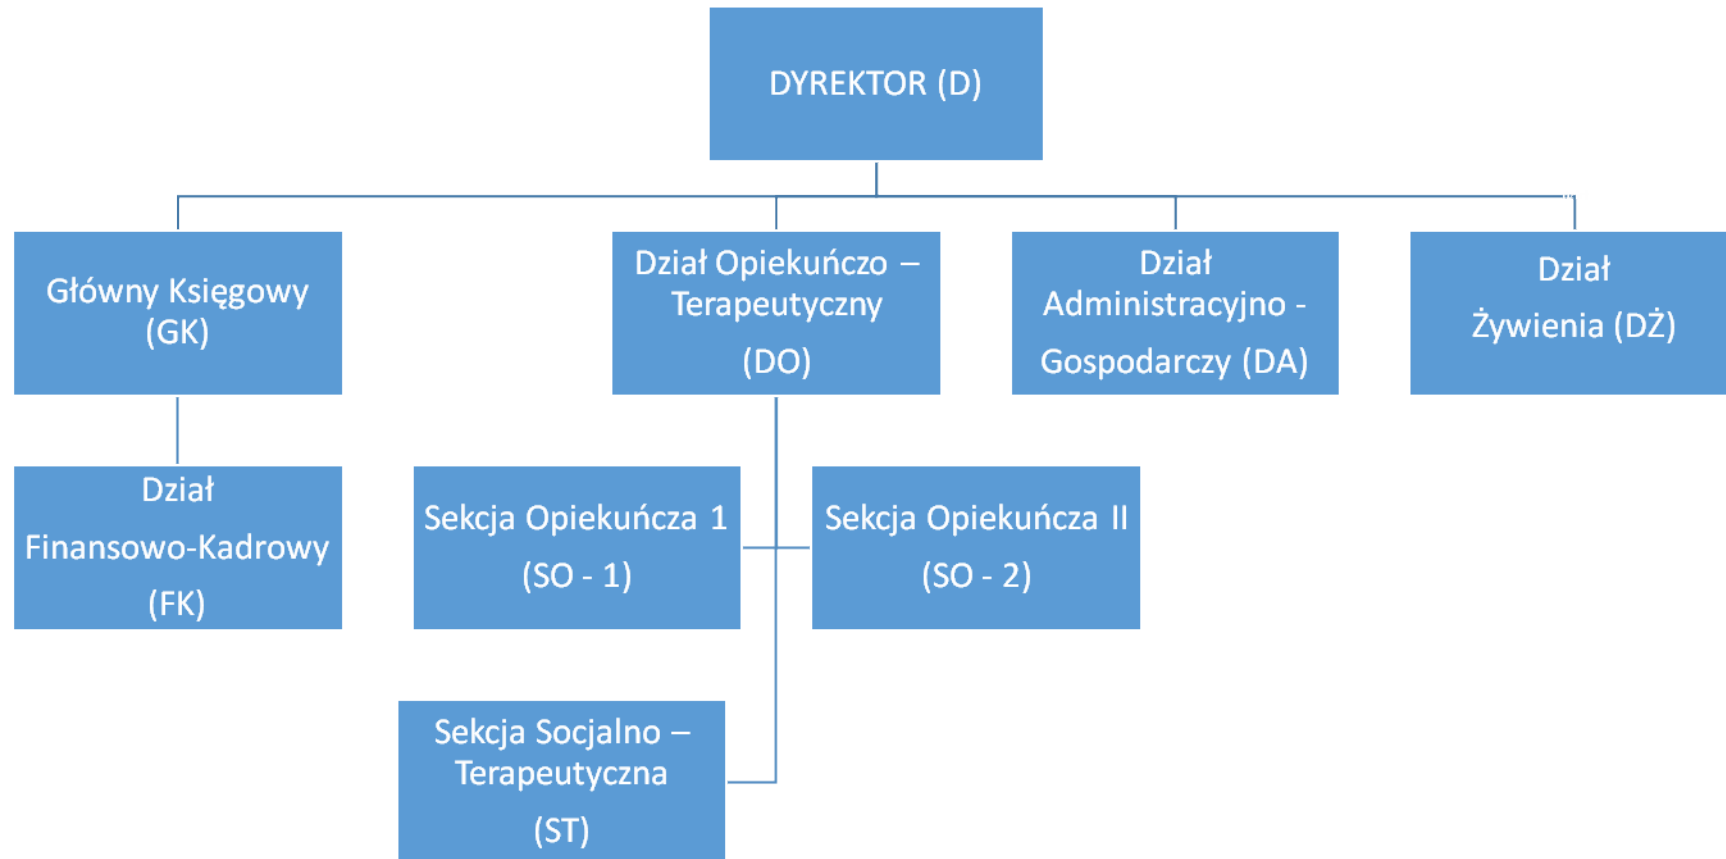 DYREKTOR (D)
Główny Księgowy
(GK)
Dział Opiekuńczo –
Terapeutyczny
(DO)
Dział
Administracyjno -
Gospodarczy (DA)
Dział
Żywienia (DŻ)
Dział
Finansowo-Kadrowy
(FK)
Sekcja Opiekuńcza 1
(SO - 1)
Sekcja Opiekuńcza II
(SO - 2)
Sekcja Socjalno –
Terapeutyczna
(ST)